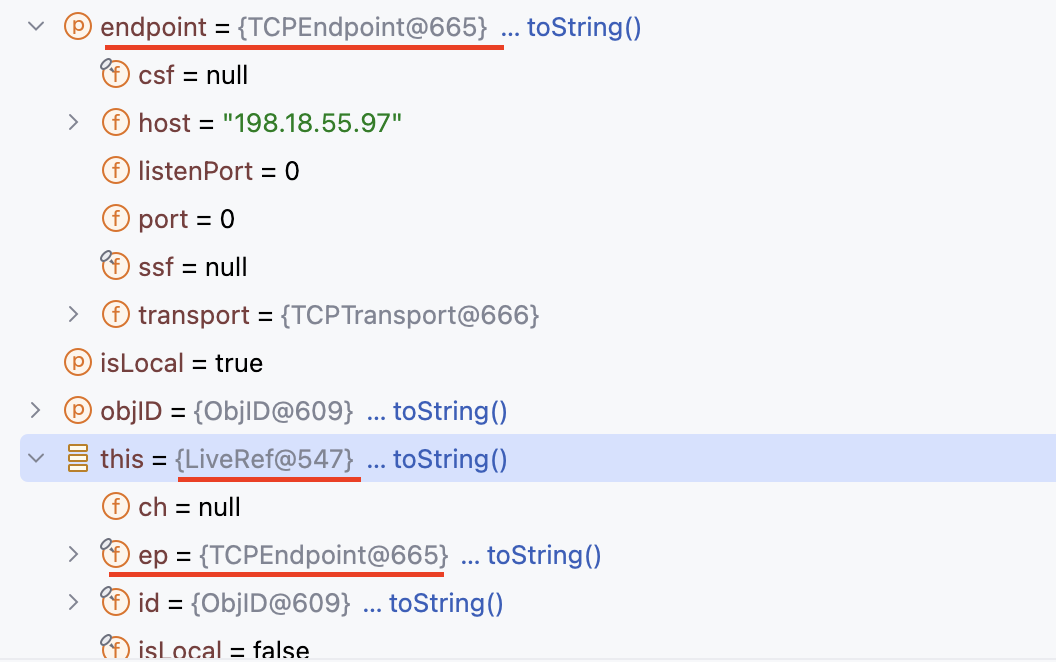 endpoint = {TCPEndpoint@665} ... toString()
csf = null
host = "198.18.55.97"
listenPort = 0
port = 0
ssf = null
transport = {TCPTransport@666}
isLocal = true
objID = {ObjID@609} ... toString()
this = {LiveRef@547} ... toString()
ch = null
ep = {TCPEndpoint@665} ... toString()
id = {ObjID@609} ... toString()
isLocal = false